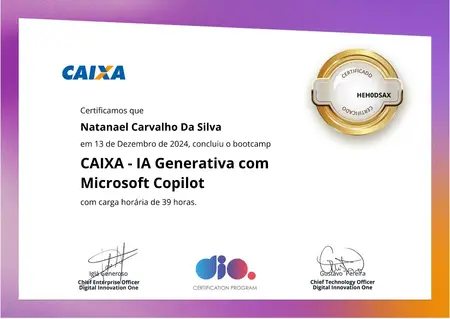 CAIXA
CERTIFICADO
HEH0DSAX
CERTIFICADO
Certificamos que
Natanael Carvalho Da Silva
em 13 de Dezembro de 2024, concluiu o bootcamp
CAIXA - IA Generativa com
Microsoft Copilot
com carga horária de 39 horas.
Iglá Generoso
Chief Enterprise Officer
Digital Innovation One
dio.
CERTIFICATION PROGRAM
Gustavo Pereira
Chief Technology Officer
Digital Innovation One